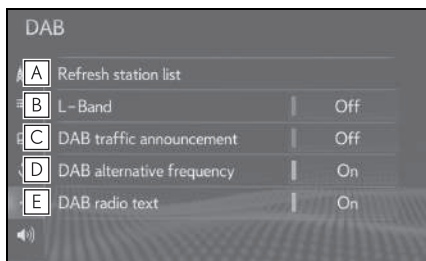 DAB
A Refresh station list
B L-Band Off
C DAB traffic announcement Off
D DAB alternative frequency On
E DAB radio text On